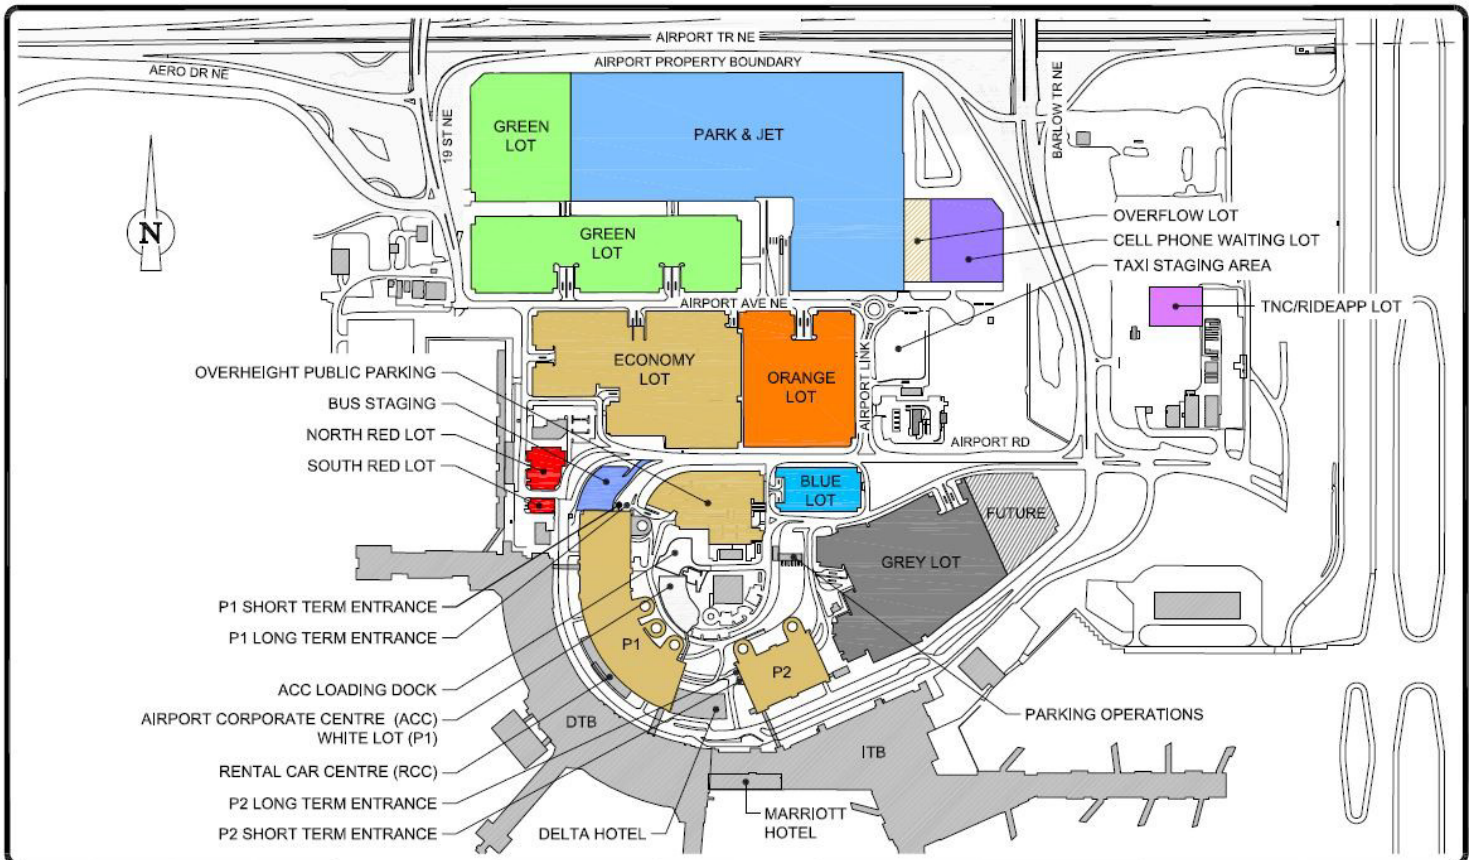 AIRPORT TR NE
AIRPORT PROPERTY BOUNDARY
AERO DR NE
19 ST NE
BARLOW TR NE
GREEN
LOT
PARK & JET
N
GREEN
LOT
OVERFLOW LOT
CELL PHONE WAITING LOT
TAXI STAGING AREA
AIRPORT AVE NE
TNC/RIDEAPP LOT
ECONOMY
LOT
ORANGE
LOT
AIRPORT LINK
OVERHEIGHT PUBLIC PARKING
BUS STAGING
NORTH RED LOT
SOUTH RED LOT
AIRPORT RD
BLUE
LOT
FUTURE
GREY LOT
P1 SHORT TERM ENTRANCE
P1 LONG TERM ENTRANCE
P1
P2
ACC LOADING DOCK
AIRPORT CORPORATE CENTRE (ACC)
WHITE LOT (P1)
DTB
ITB
PARKING OPERATIONS
RENTAL CAR CENTRE (RCC)
P2 LONG TERM ENTRANCE
P2 SHORT TERM ENTRANCE
DELTA HOTEL
MARRIOTT
HOTEL